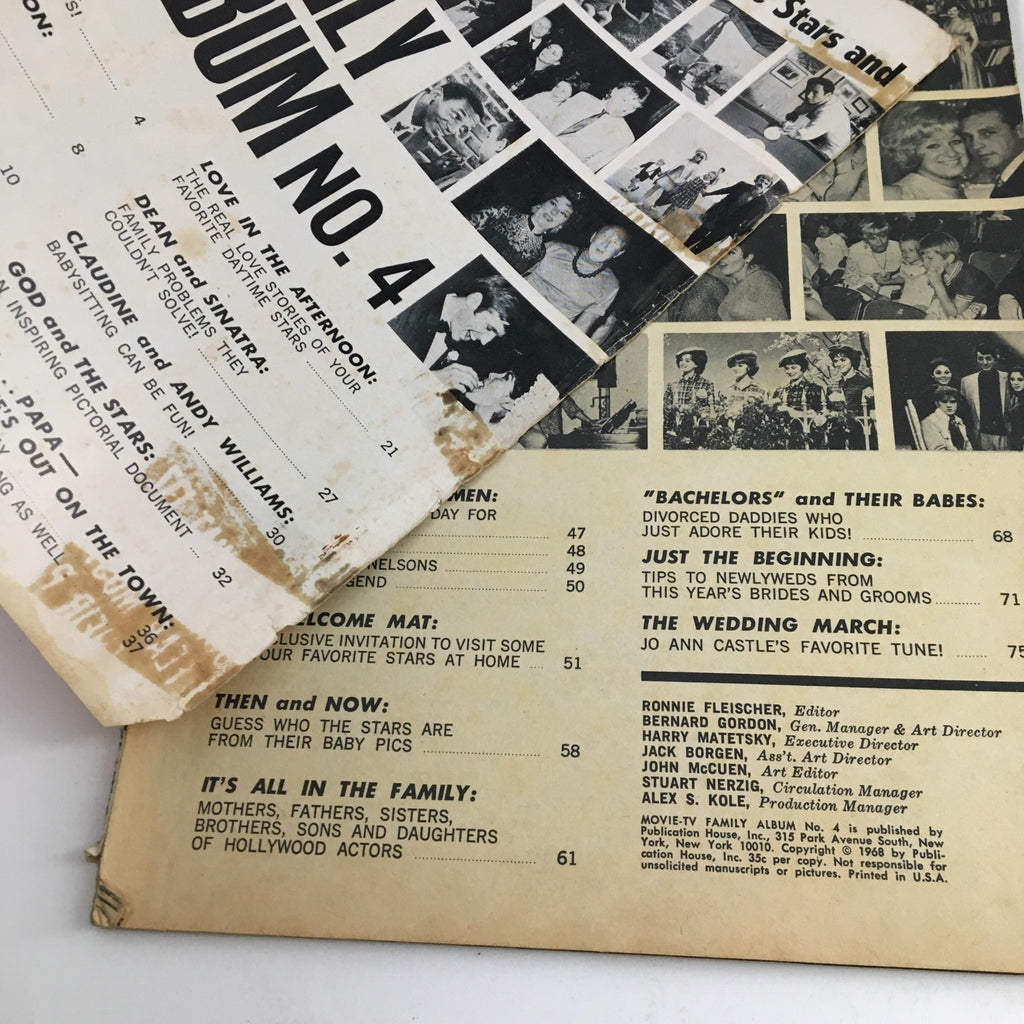 Stars and
LY
BUM NO. 4
ON:
S!
4
8
10
LOVE IN THE AFTERNOON:
THE REAL LOVE STORIES OF YOUR
FAVORITE DAYTIME STARS
21
DEAN and SINATRA:
FAMILY PROBLEMS THEY
COULDN'T SOLVE!
27
CLAUDINE and ANDY WILLIAMS:
BABYSITTING CAN BE FUN!
30
GOD and THE STARS:
N INSPIRING PICTORIAL DOCUMENT
32
PAPA—
E'S OUT ON THE TOWN:
36
NG AS WELL
37
MEN:
DAY FOR
47
48
NELSONS 49
GEND 50
ELCOME MAT:
CLUSIVE INVITATION TO VISIT SOME
OUR FAVORITE STARS AT HOME 51
THEN and NOW:
GUESS WHO THE STARS ARE
FROM THEIR BABY PICS 58
IT'S ALL IN THE FAMILY:
MOTHERS, FATHERS, SISTERS,
BROTHERS, SONS AND DAUGHTERS
OF HOLLYWOOD ACTORS 61
"BACHELORS" and THEIR BABES:
DIVORCED DADDIES WHO
JUST ADORE THEIR KIDS! 68
JUST THE BEGINNING:
TIPS TO NEWLYWEDS FROM
THIS YEAR'S BRIDES AND GROOMS 71
THE WEDDING MARCH:
JO ANN CASTLE'S FAVORITE TUNE! 75
RONNIE FLEISCHER, Editor
BERNARD GORDON, Gen. Manager & Art Director
HARRY MATETSKY, Executive Director
JACK BORGEN, Ass't. Art Director
JOHN McCUEN, Art Editor
STUART NERZIG, Circulation Manager
ALEX S. KOLE, Production Manager
MOVIE-TV FAMILY ALBUM No. 4 is published by
Publication House, Inc., 315 Park Avenue South, New
York, New York 10010. Copyright © 1968 by Publi-
cation House, Inc. 35c per copy. Not responsible for
unsolicited manuscripts or pictures. Printed in U.S.A.